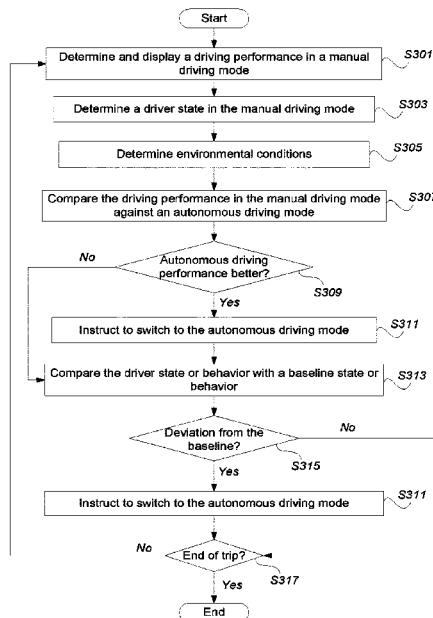 Start
Determine and display a driving performance in a manual
driving mode
S301
Determine a driver state in the manual driving mode
S303
Determine environmental conditions
S305
Compare the driving performance in the manual driving mode
against an autonomous driving mode
S307
No
Autonomous driving
performance better?
S309
Yes
Instruct to switch to the autonomous driving mode
S311
Compare the driver state or behavior with a baseline state or
behavior
S313
Deviation from the
baseline?
No
S315
Yes
Instruct to switch to the autonomous driving mode
S311
No
End of trip?
S317
Yes
End